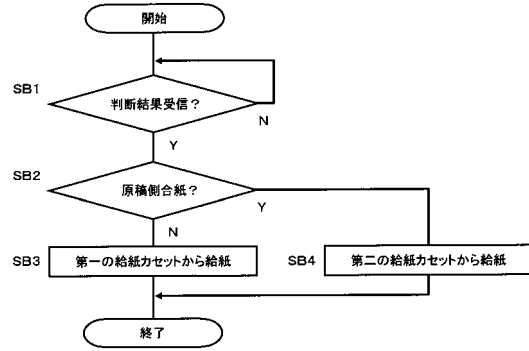 開始
SB1
判断結果受信？
N
Y
SB2
原稿側合紙？
Y
N
SB3
第一の給紙カセットから給紙
SB4
第二の給紙カセットから給紙
終了